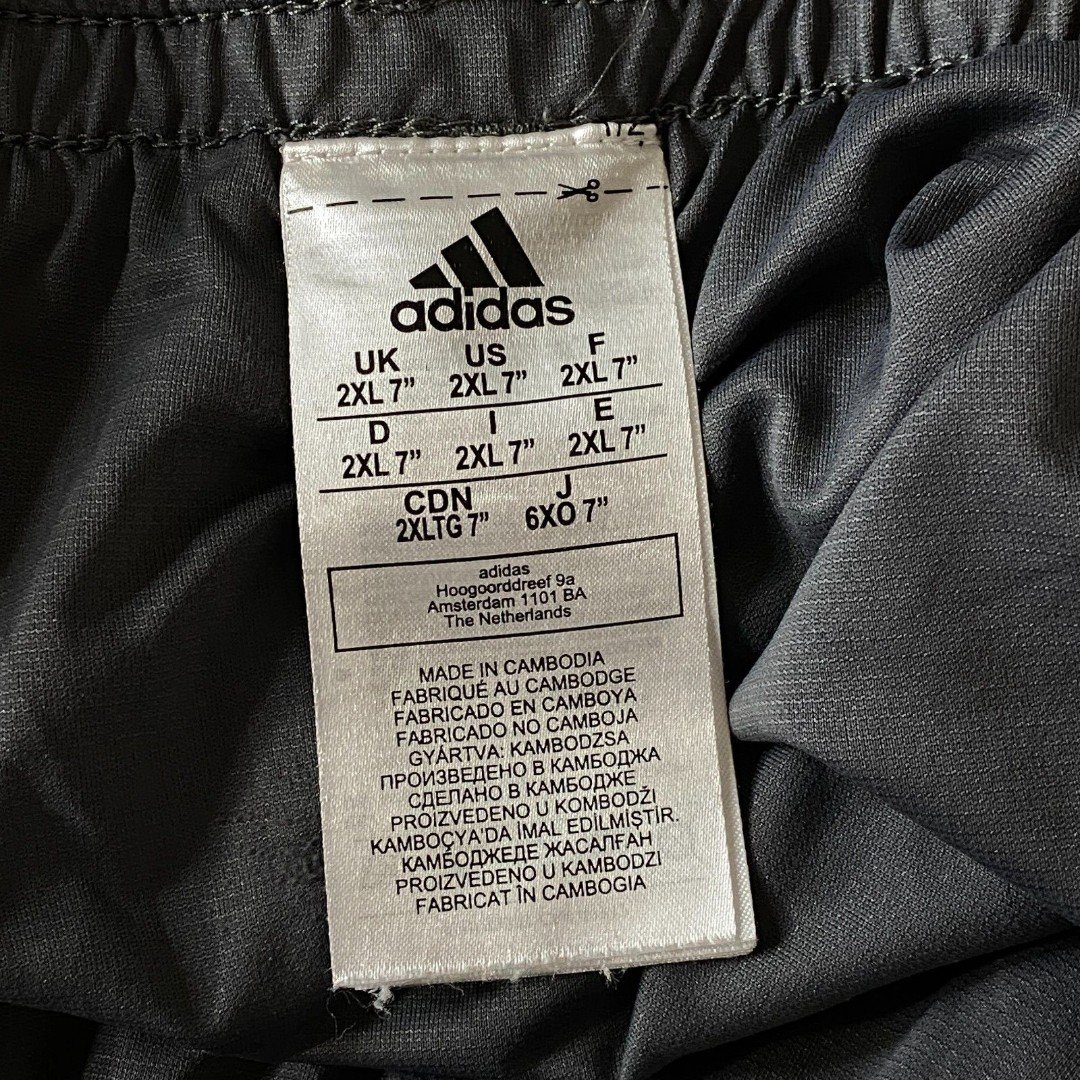 1/2
adidas
UK US F
2XL 7” 2XL 7” 2XL 7”
D I E
2XL 7” 2XL 7” 2XL 7”
CDN J
2XLTG 7” 6XO 7”
adidas
Hoogoorddreef 9a
Amsterdam 1101 BA
The Netherlands
MADE IN CAMBODIA
FABRIQUÉ AU CAMBODGE
FABRICADO EN CAMBOYA
FABRICADO NO CAMBOJA
GYÁRTVA: KAMBODZSA
ПРОИЗВЕДЕНО В КАМБОДЖА
СДЕЛАНО В КАМБОДЖЕ
PROIZVEDENO U KOMBODŽI
KAMBOÇYA'DA İMAL EDİLMİŞTİR.
КАМБОДЖЕДЕ ЖАСАЛҒАН
PROIZVEDENO U KAMBODZI
FABRICAT ÎN CAMBOGIA